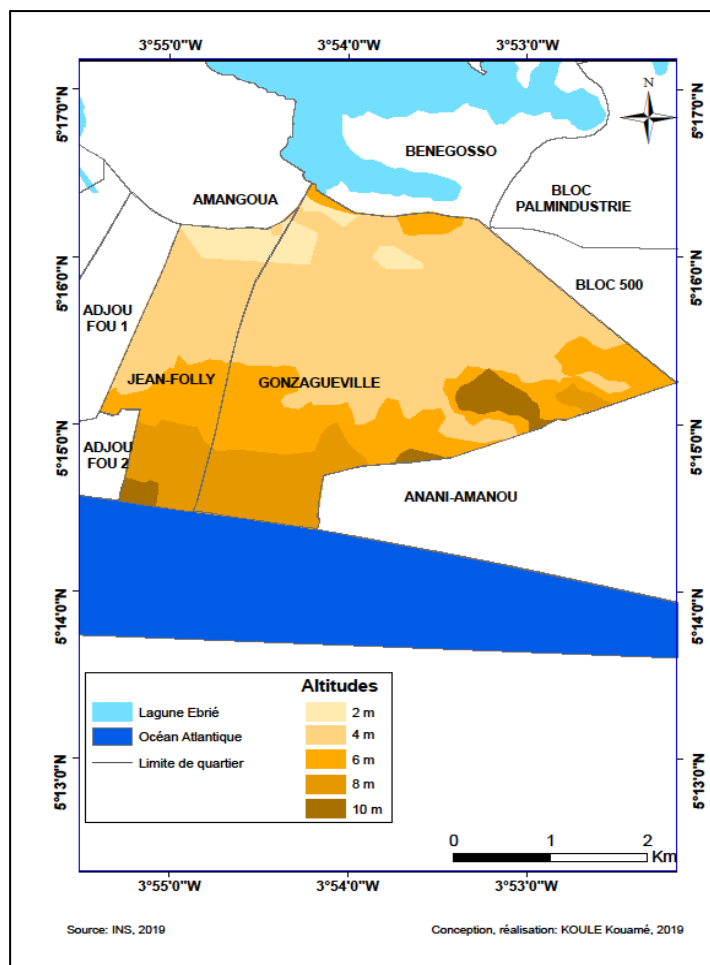 3°55'0"W 3°54'0"W 3°53'0"W
5°17'0"N 5°17'0"N
N
BENEGOSSO
AMANGOUA
BLOC
PALMINDUSTRIE
5°16'0"N 5°16'0"N
BLOC 500
ADJOU
FOU 1
JEAN-FOLLY
GONZAGUEVILLE
5°15'0"N 5°15'0"N
ADJOU
FOU 2
ANANI-AMANOU
5°14'0"N 5°14'0"N
Altitudes
Lagune Ebrié
Océan Atlantique
Limite de quartier
2 m
4 m
6 m
8 m
10 m
5°13'0"N 5°13'0"N
0 1 2
Km
3°55'0"W 3°54'0"W 3°53'0"W
Source: INS, 2019
Conception, réalisation: KOULE Kouamé, 2019